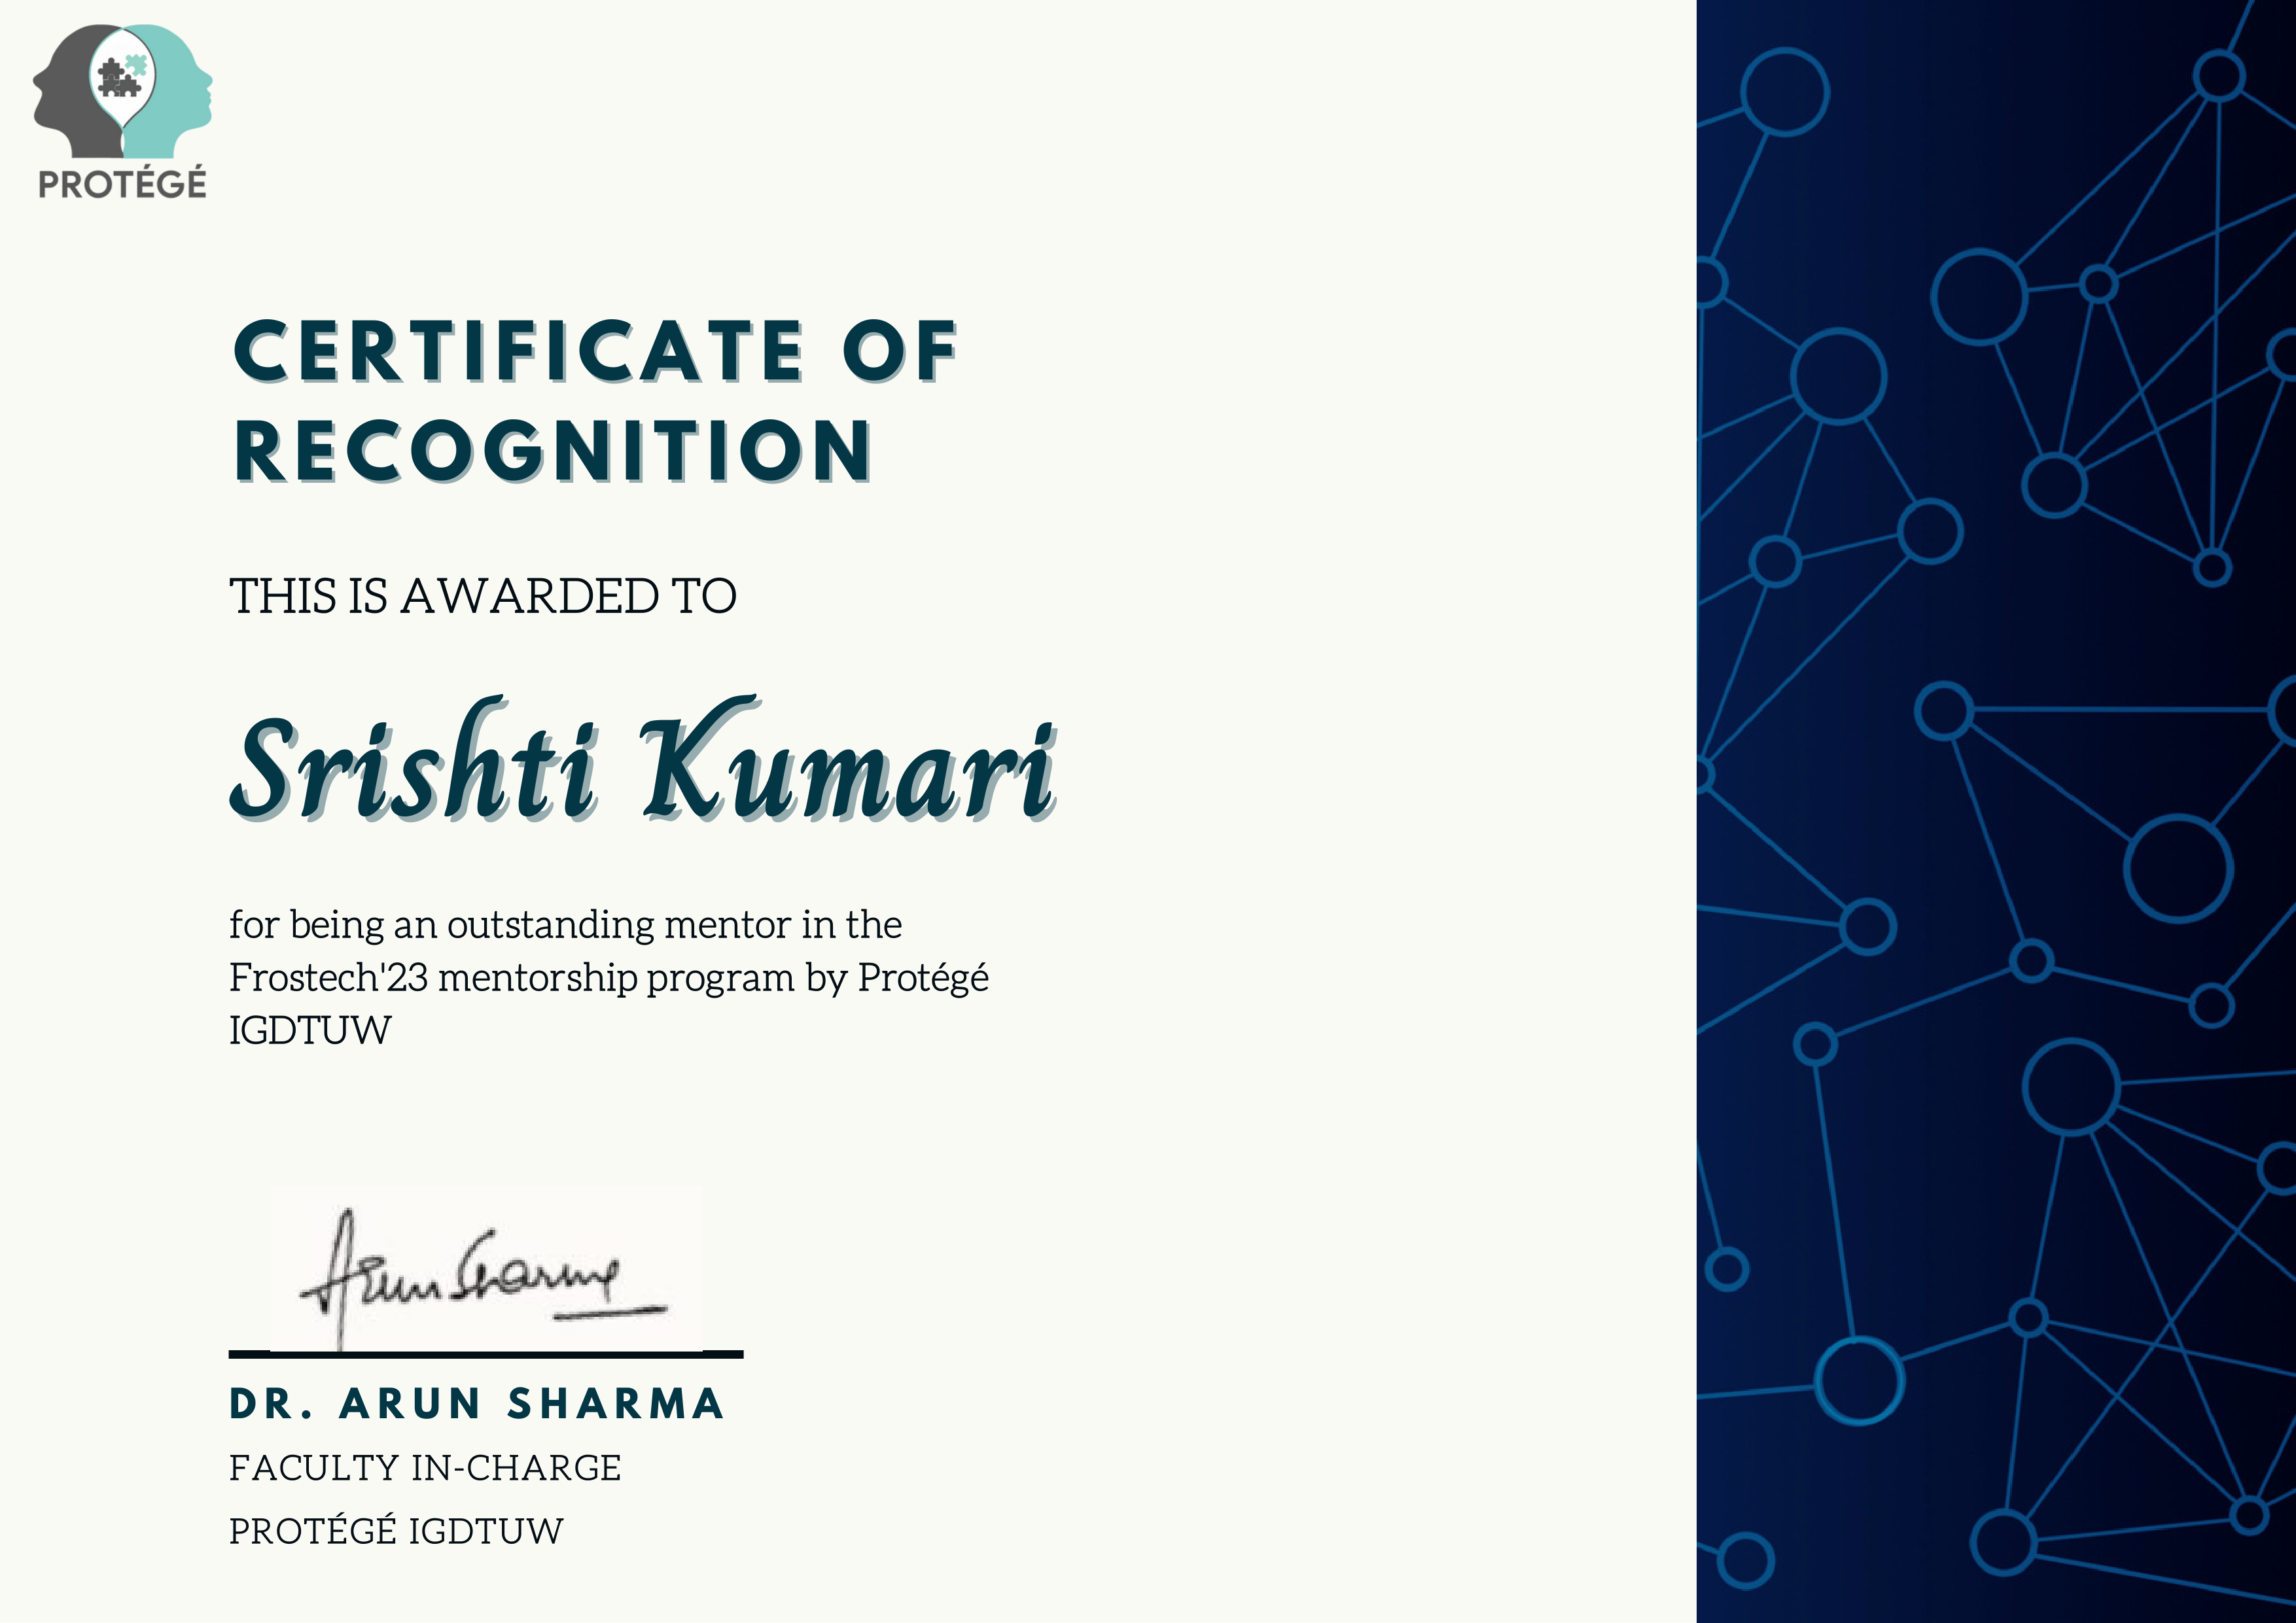 PROTÉGÉ
CERTIFICATE OF
RECOGNITION
THIS IS AWARDED TO
Srishti Kumari
for being an outstanding mentor in the
Frostech'23 mentorship program by Protégé
IGDTUW
Arun Sharma
DR. ARUN SHARMA
FACULTY IN-CHARGE
PROTÉGÉ IGDTUW